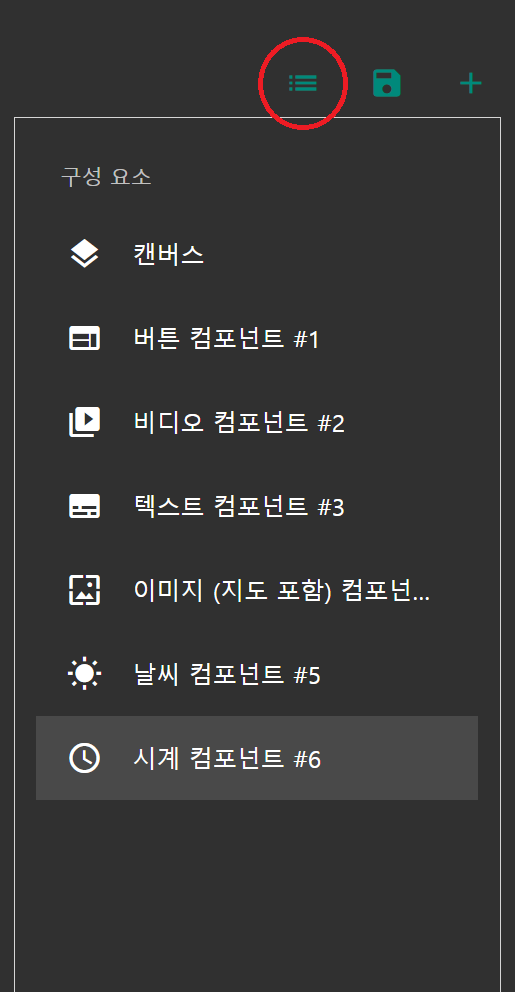 구성 요소
캔버스
버튼 컴포넌트 #1
비디오 컴포넌트 #2
텍스트 컴포넌트 #3
이미지 (지도 포함) 컴포넌...
날씨 컴포넌트 #5
시계 컴포넌트 #6